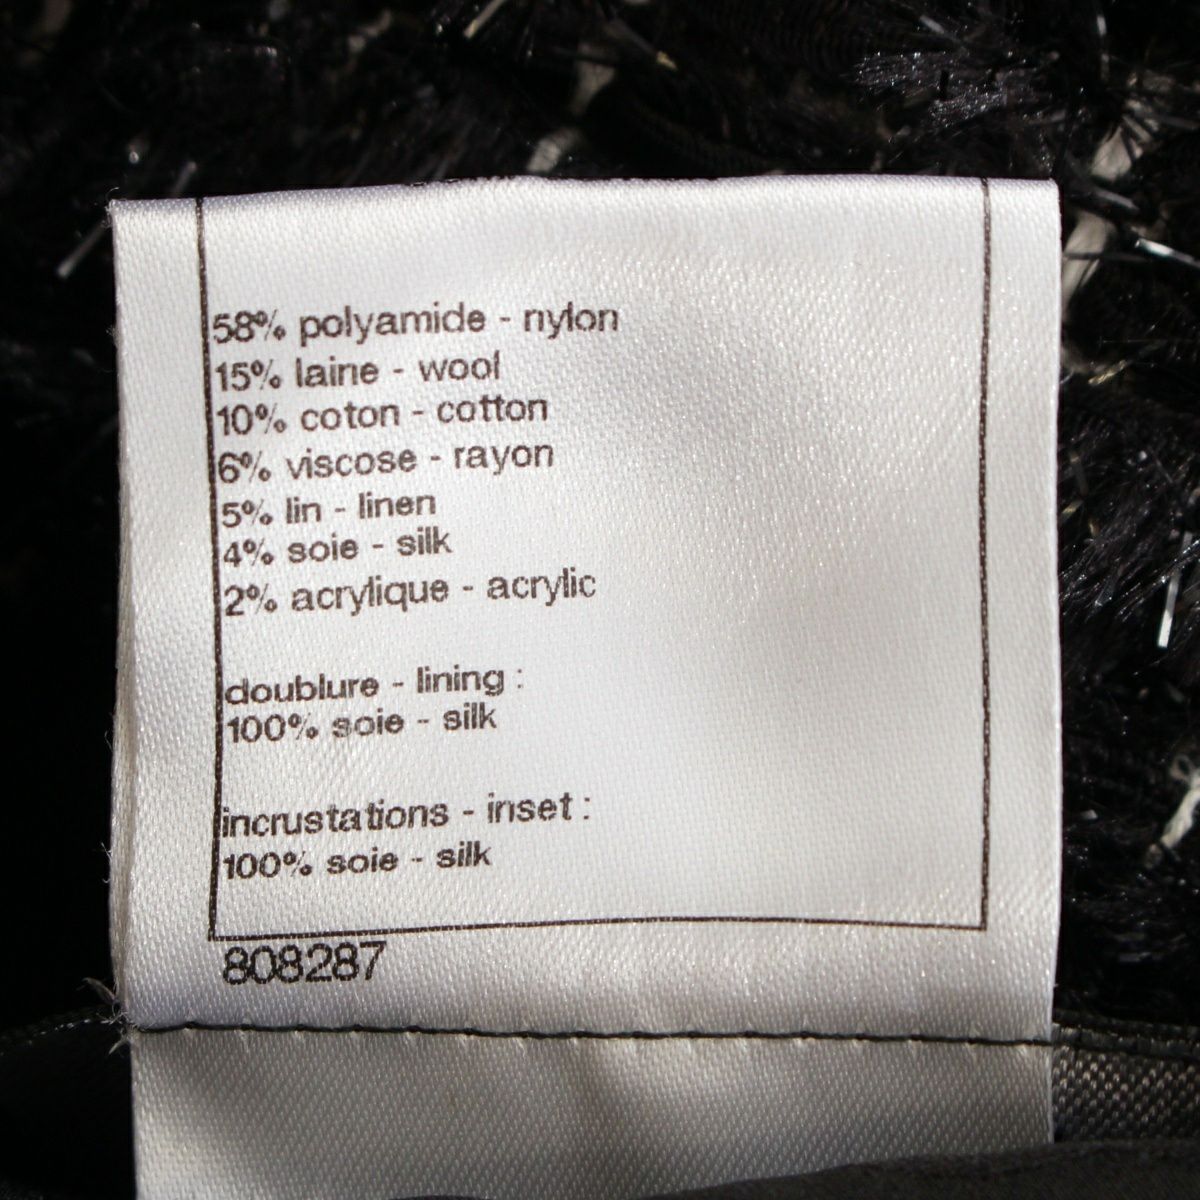 58% polyamide - nylon
15% laine - wool
10% coton - cotton
6% viscose - rayon
5% lin - linen
4% soie - silk
2% acrylique - acrylic
doublure - lining :
100% soie - silk
incrustations - inset :
100% soie - silk
808287